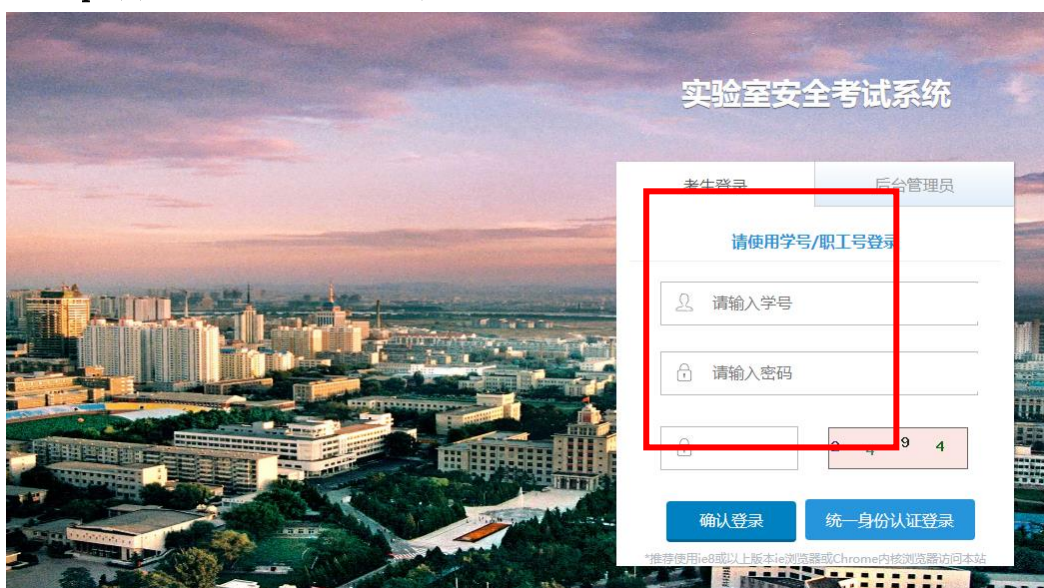 实验室安全考试系统
考生登录 后台管理员
请使用学号/职工号登录
请输入学号
请输入密码
4 9 4
确认登录 统一身份认证登录
*推荐使用ie8或以上版本ie浏览器或Chrome内核浏览器访问本站